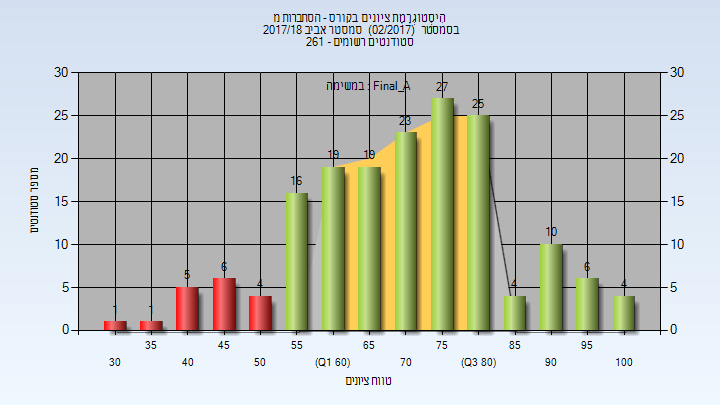 היסטוגרמת ציונים בקורס - הסתברות מ
בסמסטר (02/2017) סמסטר אביב 2017/18
סטודנטים רשומים - 261
במשימה : Final_A
מספר סטודנטים
30 30
25 25
20 20
15 15
10 10
5 5
0 0
1 1 5 6 4 16 19 19 23 27 25 4 10 6 4
35 45 55 65 75 85 95
30 40 50 (Q1 60) 70 (Q3 80) 90 100
טווח ציונים